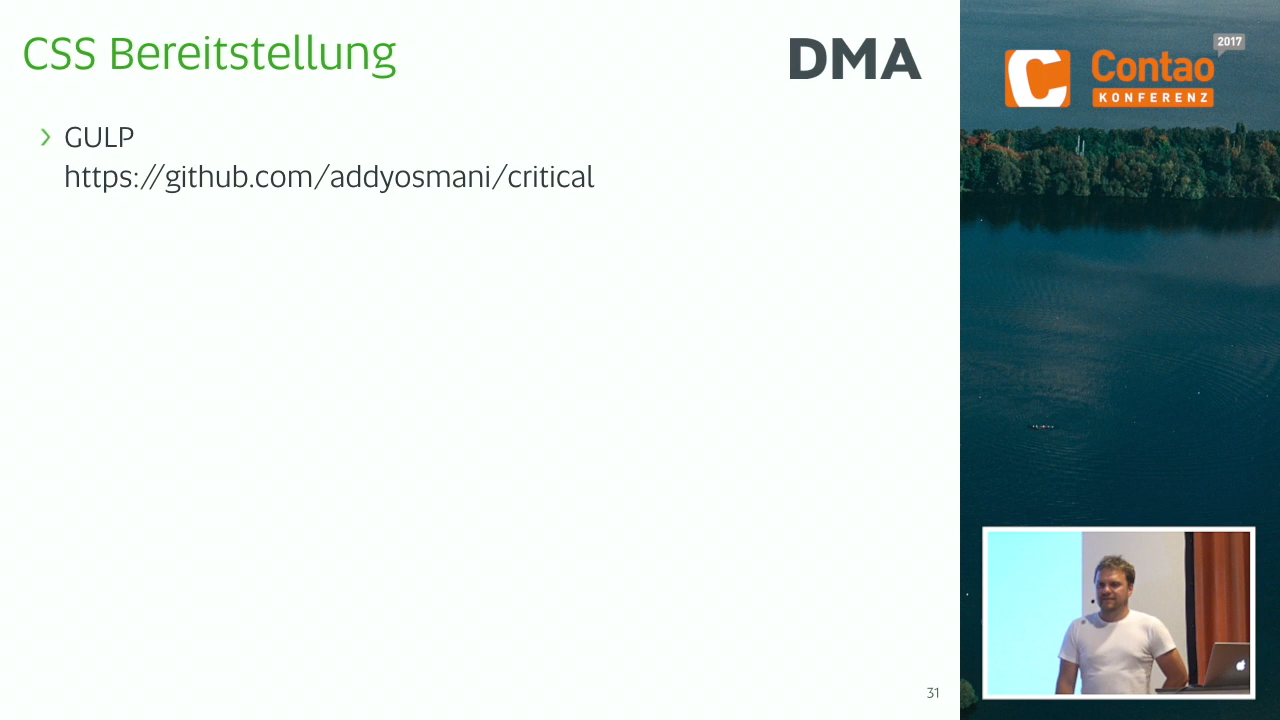 CSS Bereitstellung
DMA
GULP
https://github.com/addyosmani/critical
31
2017
Contao
KONFERENZ